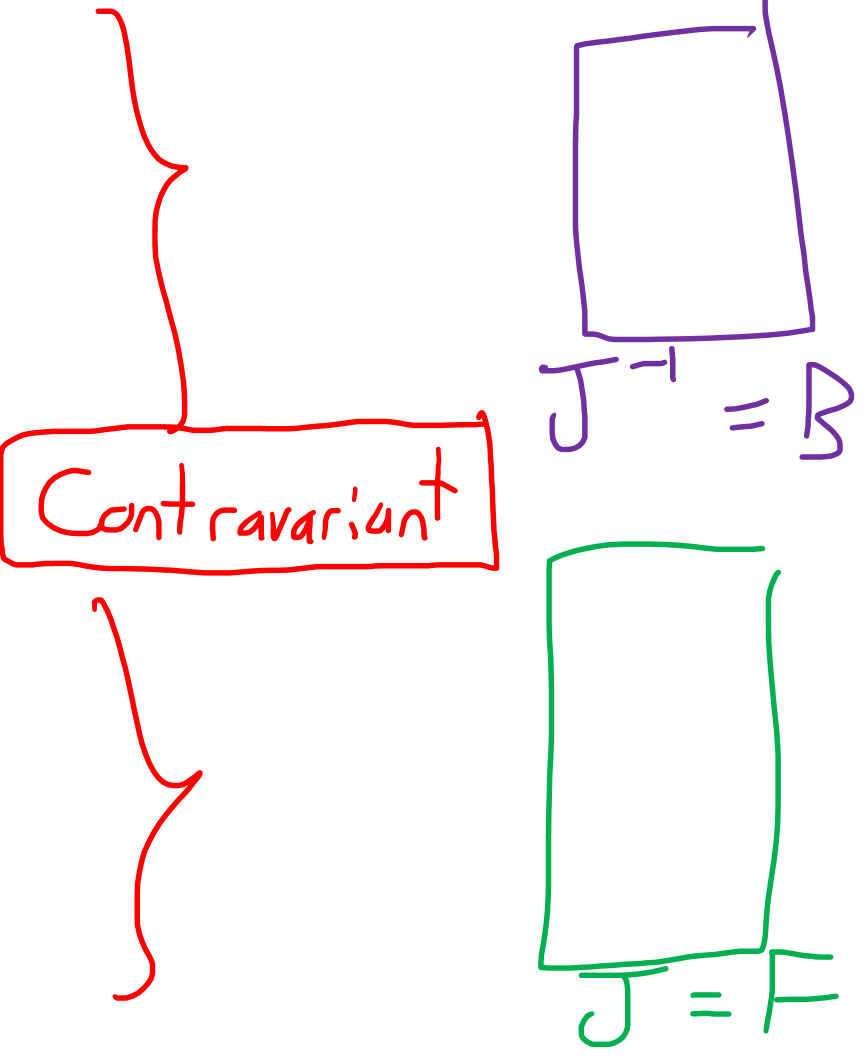 J⁻¹ = B
Contravariant
J = F